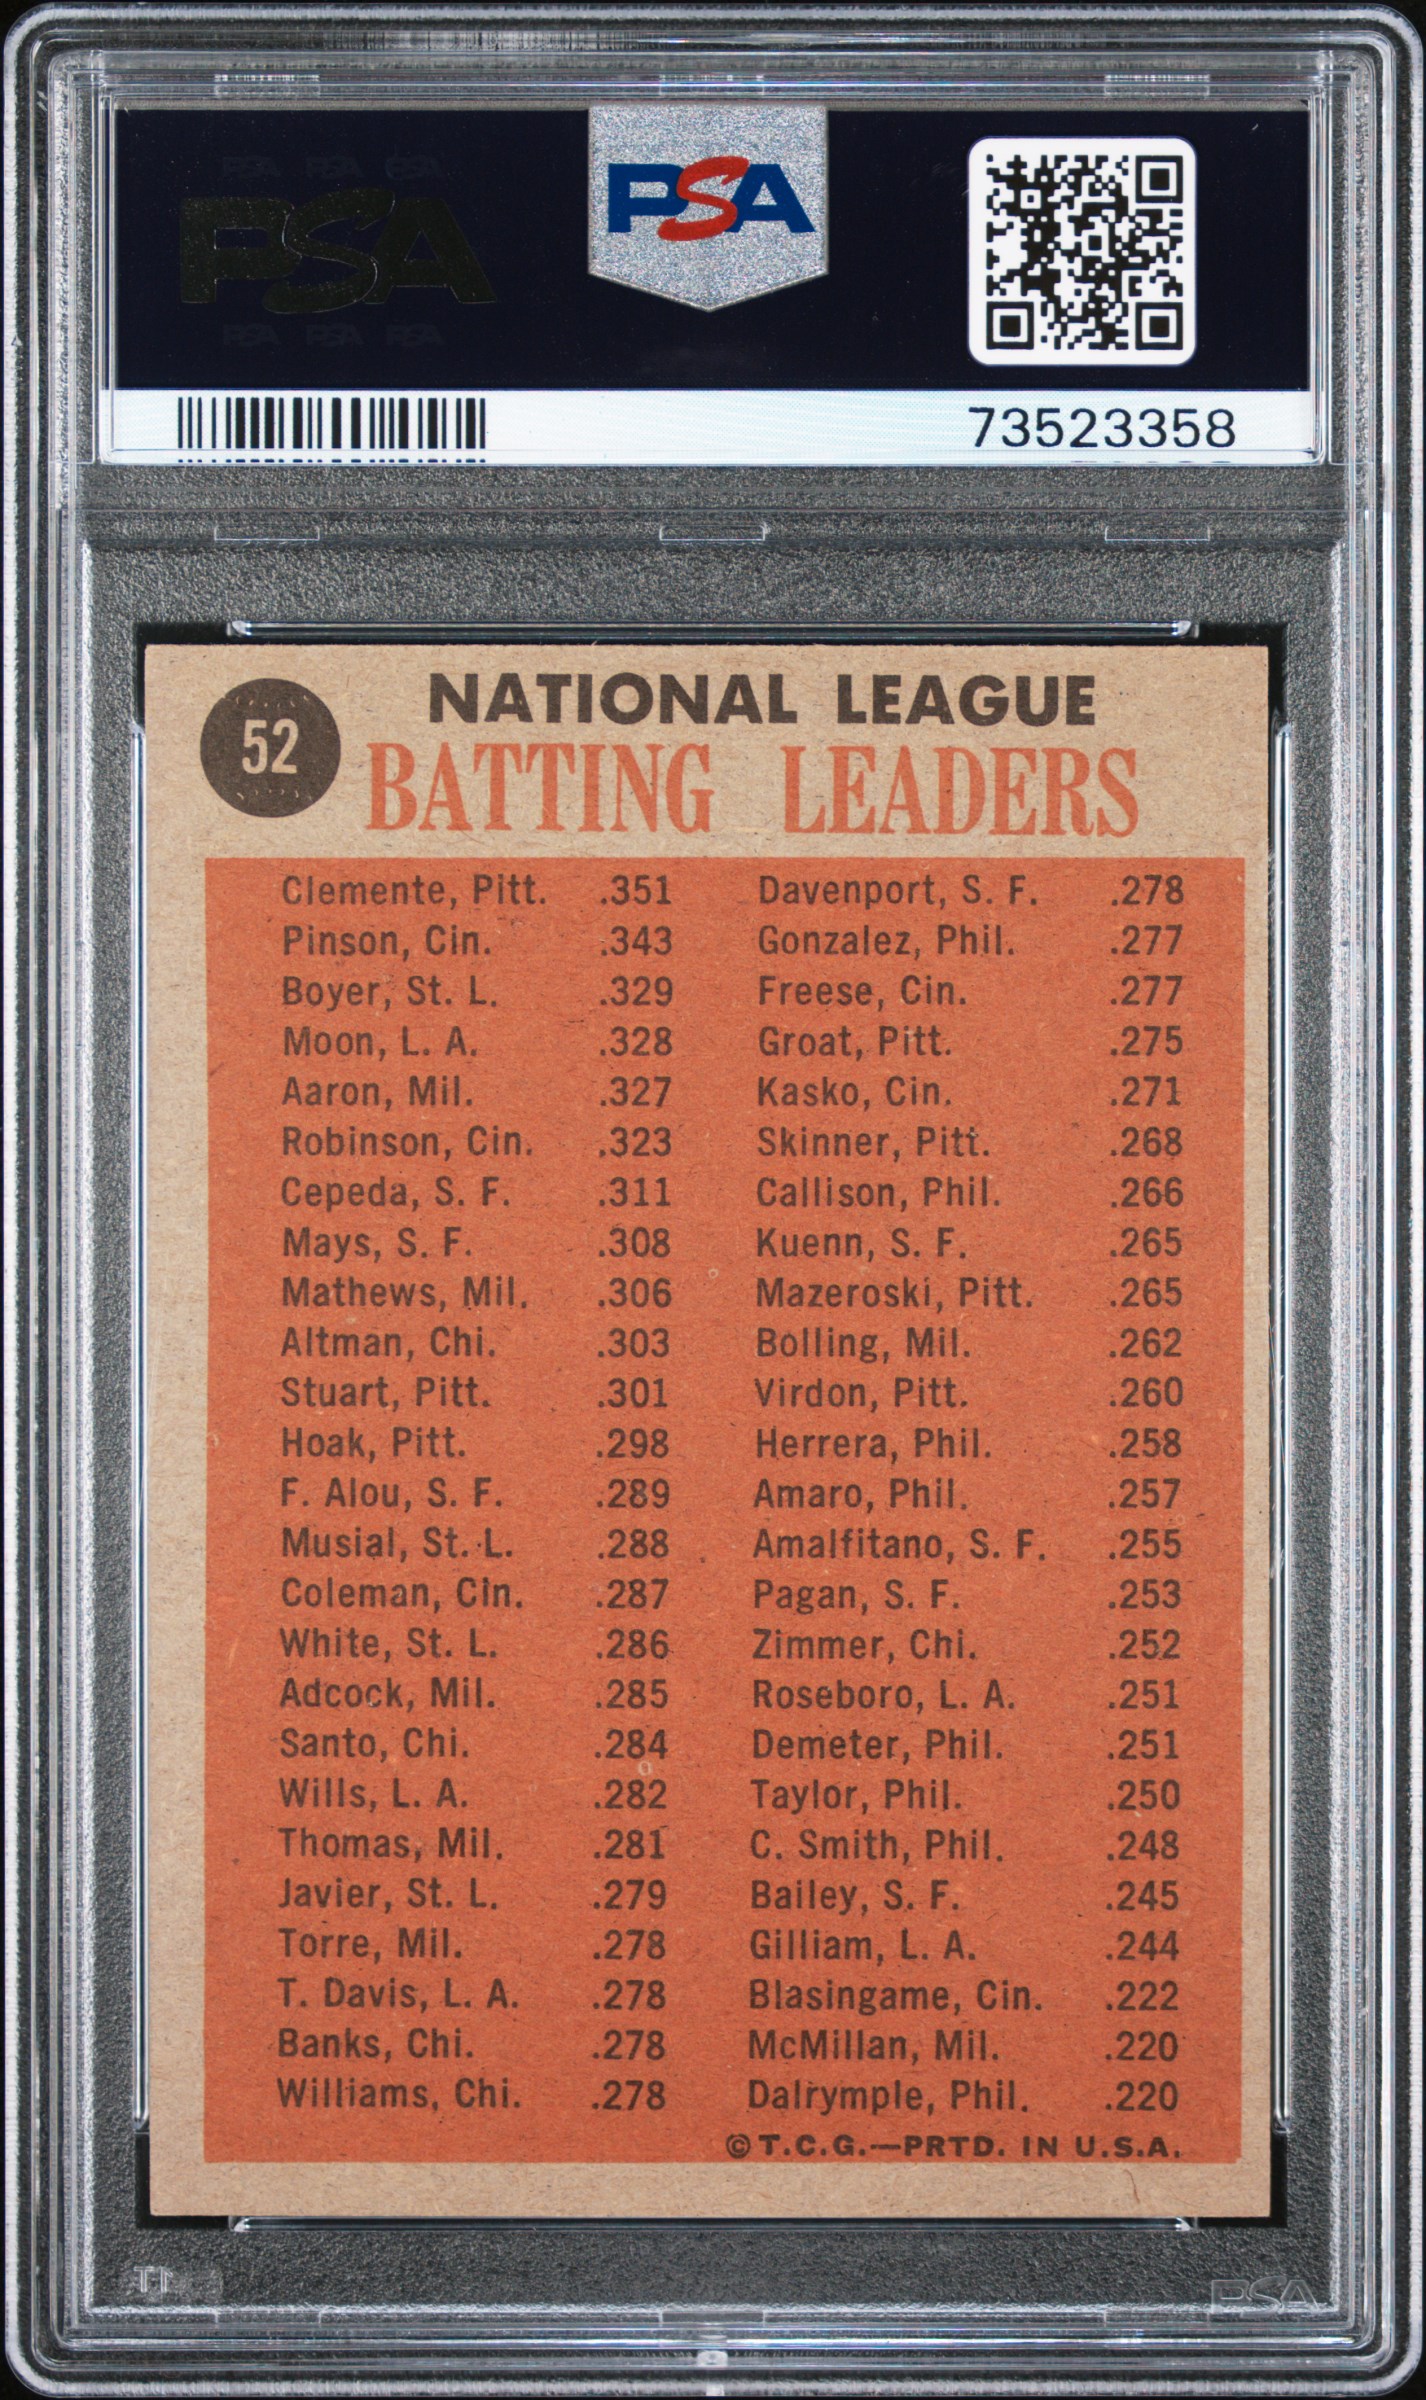 PSA PSA PSA
PSA
PSA PSA PSA
PSA
73523358
52
NATIONAL LEAGUE
BATTING LEADERS
Clemente, Pitt. .351 Davenport, S. F. .278
Pinson, Cin. .343 Gonzalez, Phil. .277
Boyer, St. L. .329 Freese, Cin. .277
Moon, L. A. .328 Groat, Pitt. .275
Aaron, Mil. .327 Kasko, Cin. .271
Robinson, Cin. .323 Skinner, Pitt. .268
Cepeda, S. F. .311 Callison, Phil. .266
Mays, S. F. .308 Kuenn, S. F. .265
Mathews, Mil. .306 Mazeroski, Pitt. .265
Altman, Chi. .303 Bolling, Mil. .262
Stuart, Pitt. .301 Virdon, Pitt. .260
Hoak, Pitt. .298 Herrera, Phil. .258
F. Alou, S. F. .289 Amaro, Phil. .257
Musial, St. L. .288 Amalfitano, S. F. .255
Coleman, Cin. .287 Pagan, S. F. .253
White, St. L. .286 Zimmer, Chi. .252
Adcock, Mil. .285 Roseboro, L. A. .251
Santo, Chi. .284 Demeter, Phil. .251
Wills, L. A. .282 Taylor, Phil. .250
Thomas, Mil. .281 C. Smith, Phil. .248
Javier, St. L. .279 Bailey, S. F. .245
Torre, Mil. .278 Gilliam, L. A. .244
T. Davis, L. A. .278 Blasingame, Cin. .222
Banks, Chi. .278 McMillan, Mil. .220
Williams, Chi. .278 Dalrymple, Phil. .220
©T.C.G.—PRTD. IN U.S.A.
PSA